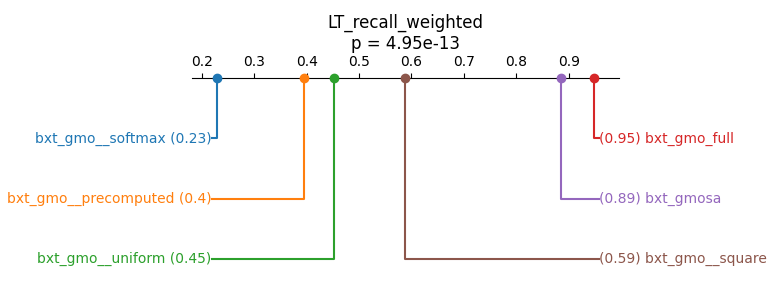 LT_recall_weighted
p = 4.95e-13
0.2 0.3 0.4 0.5 0.6 0.7 0.8 0.9
bxt_gmo__softmax (0.23)
(0.95) bxt_gmo_full
bxt_gmo__precomputed (0.4)
(0.89) bxt_gmosa
bxt_gmo__uniform (0.45)
(0.59) bxt_gmo__square